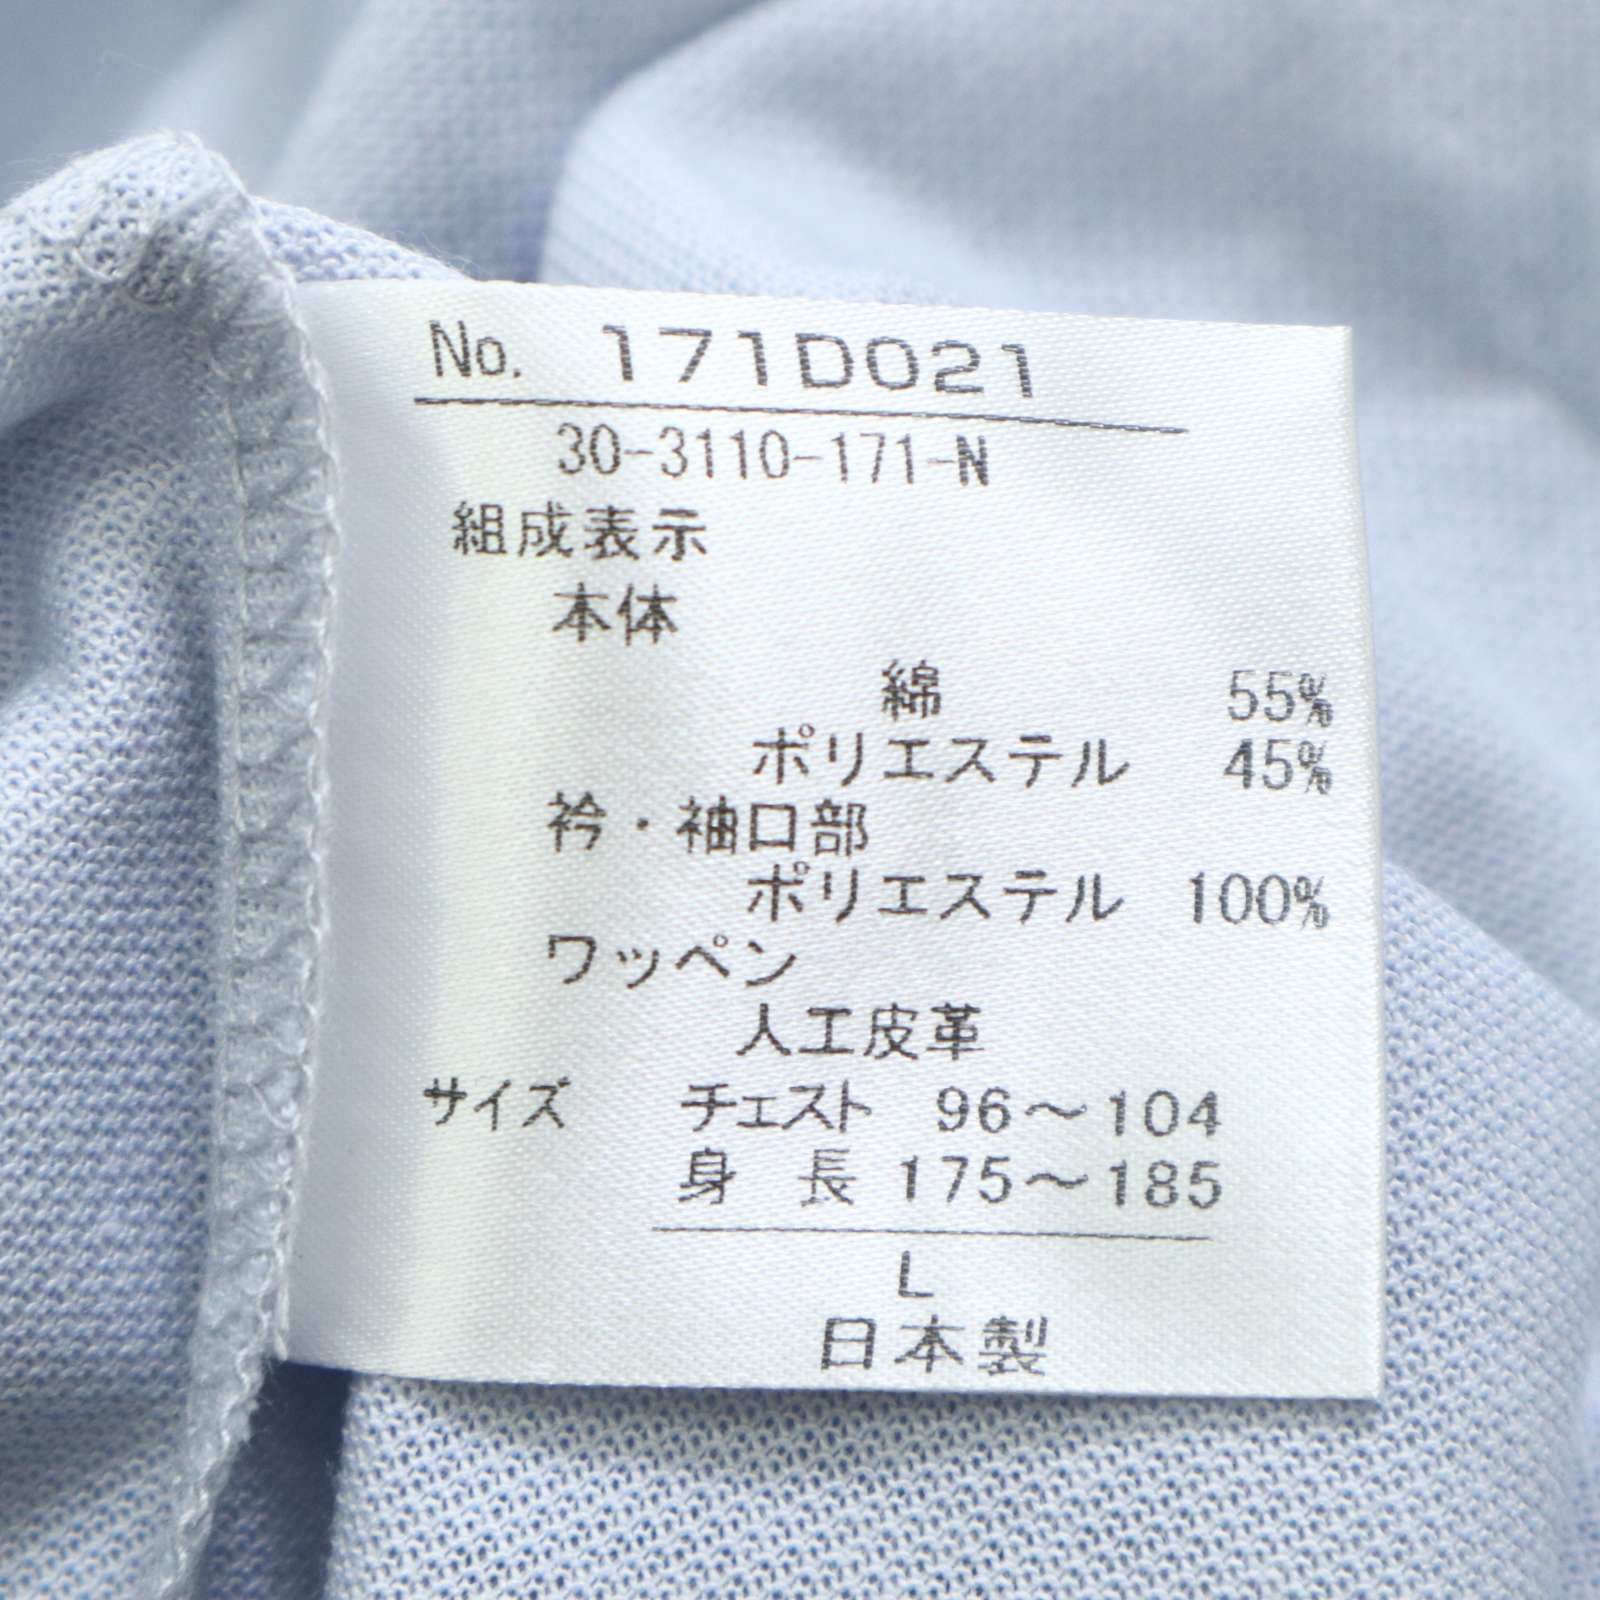 No. 171D021
30-3110-171-N
組成表示
本体
綿 55%
ポリエステル 45%
衿・袖口部
ポリエステル 100%
ワッペン
人工皮革
サイズ チェスト 96～104
身 長 175～185
L
日本製